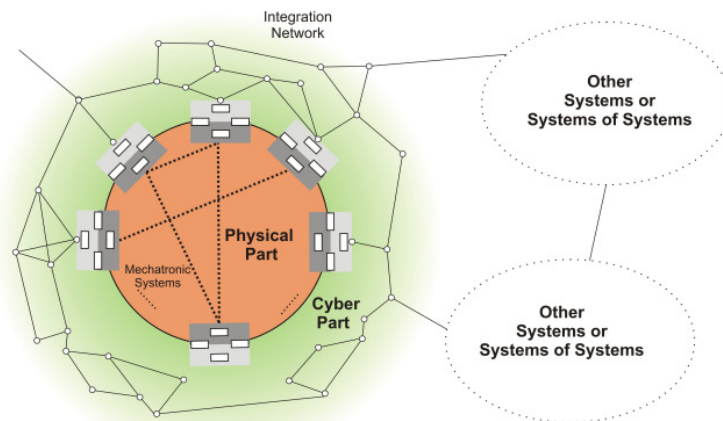 Integration
Network
Other
Systems or
Systems of Systems
Physical
Part
Mechatronic
Systems
Cyber
Part
Other
Systems or
Systems of Systems